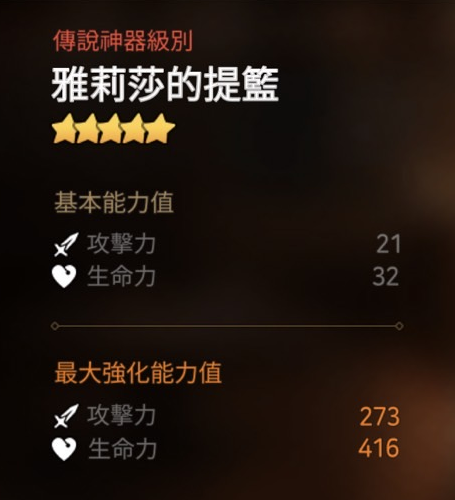 傳說神器級別
雅莉莎的提籃
基本能力值
攻擊力 21
生命力 32
最大強化能力值
攻擊力 273
生命力 416